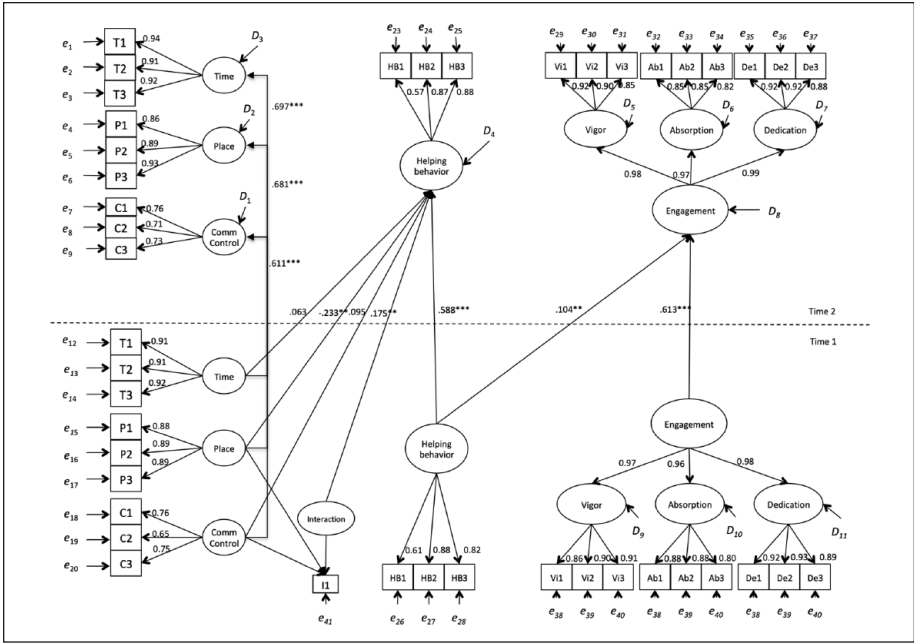 e23 e24 e25
HB1 HB2 HB3
0.57 0.87 0.88
Helping behavior
D4
e29 e30 e31 e32 e33 e34 e35 e36 e37
Vi1 Vi2 Vi3 Ab1 Ab2 Ab3 De1 De2 De3
0.92 0.90 0.85 0.85 0.85 0.82 0.92 0.92 0.88
Vigor D5 Absorption D6 Dedication D7
0.98 0.97 0.99
Engagement D8
e1 T1 0.94
e2 T2 0.91
e3 T3 0.92
Time D3
e4 P1 0.86
e5 P2 0.89
e6 P3 0.93
Place D2
e7 C1 0.76
e8 C2 0.71
e9 C3 0.73
Comm Control D1
.697***
.681***
.611***
.063 -.233** .095 .175** .588*** .104** .613***
Time 2
Time 1
e12 T1 0.91
e13 T2 0.91
e14 T3 0.92
Time
e15 P1 0.88
e16 P2 0.89
e17 P3 0.89
Place
e18 C1 0.76
e19 C2 0.65
e20 C3 0.75
Comm Control
Interaction
I1
e41
Helping behavior
0.61 0.88 0.82
HB1 HB2 HB3
e26 e27 e28
Engagement
0.97 0.96 0.98
Vigor D9 Absorption D10 Dedication D11
0.86 0.90 0.91 0.88 0.88 0.80 0.92 0.93 0.89
Vi1 Vi2 Vi3 Ab1 Ab2 Ab3 De1 De2 De3
e38 e39 e40 e38 e39 e40 e38 e39 e40